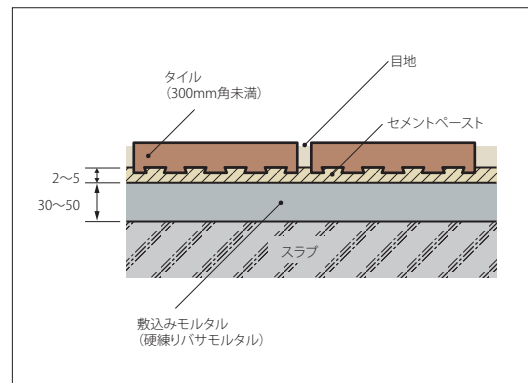 目地
タイル
（300mm角未満）
セメントペースト
2〜5
30〜50
スラブ
敷込みモルタル
（硬練りバサモルタル）